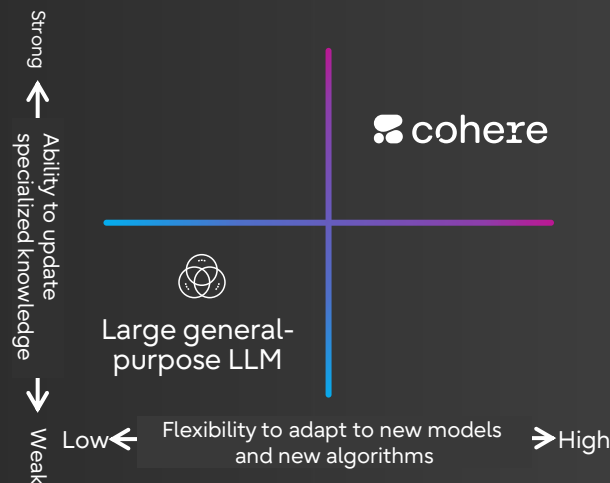 Strong
Ability to update
specialized knowledge
Weak
cohere
Large general-
purpose LLM
Low
Flexibility to adapt to new models
and new algorithms
High